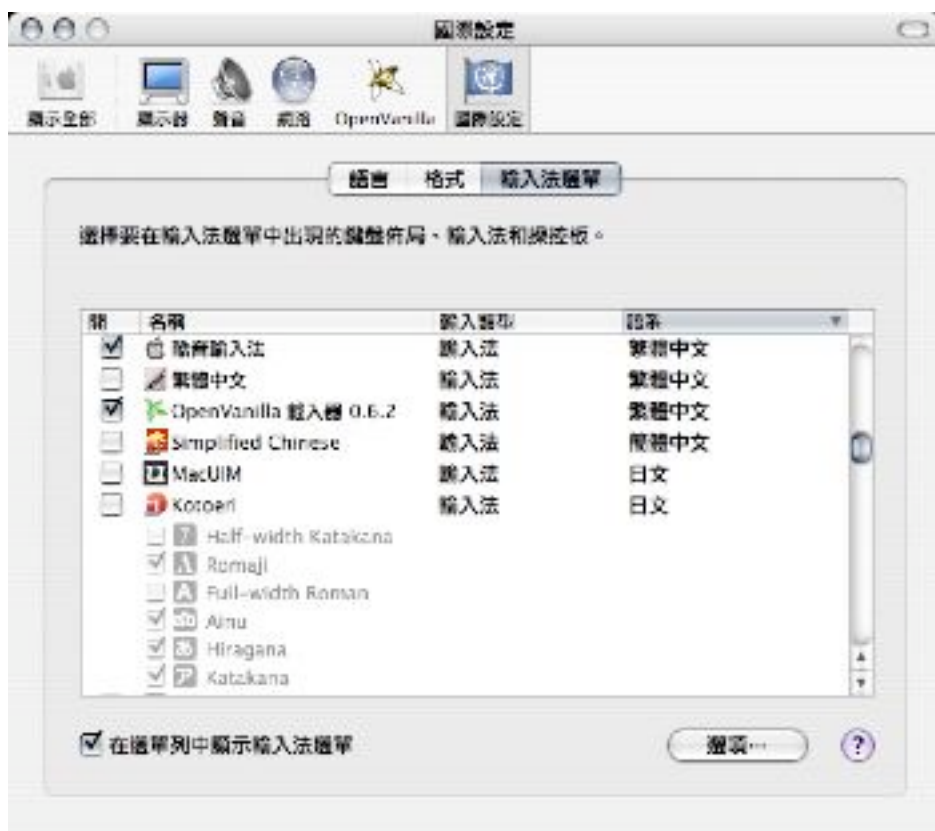 國際設定
顯示全部 顯示器 聲音 網路 OpenVanilla 國際設定
語言 格式 輸入法選單
選擇要在輸入法選單中出現的鍵盤佈局、輸入法和操控板。
開 名稱 輸入類型 語系
酷音輸入法 輸入法 繁體中文
繁體中文 輸入法 繁體中文
OpenVanilla 載入器 0.6.2 輸入法 繁體中文
Simplified Chinese 輸入法 簡體中文
MacUIM 輸入法 日文
Kotoeri 輸入法 日文
Half-width Katakana
Romaji
Full-width Roman
Ainu
Hiragana
Katakana
在選單列中顯示輸入法選單
選項…